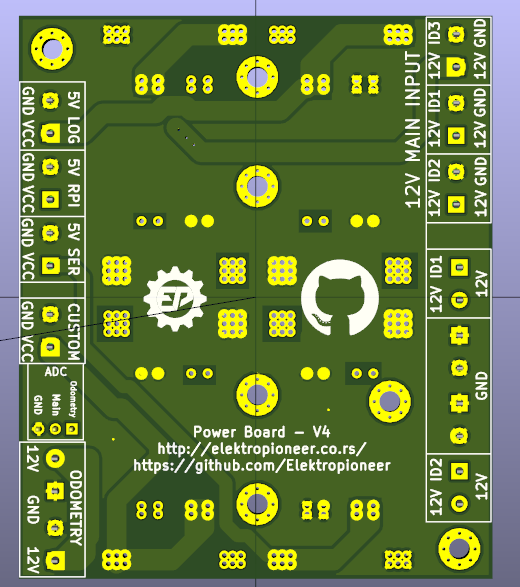 5V LOG
GND VCC
5V RPI
GND VCC
5V SER
GND VCC
CUSTOM
GND VCC
ADC
Odometry
Main
GND
ODOMETRY
12V
GND
12V
12V MAIN INPUT
12V ID3
12V GND
12V ID1
12V GND
12V ID2
12V GND
12V ID1
12V
GND
12V ID2
12V
EP
Power Board – V4
http://elektropioneer.co.rs/
https://github.com/Elektropioneer